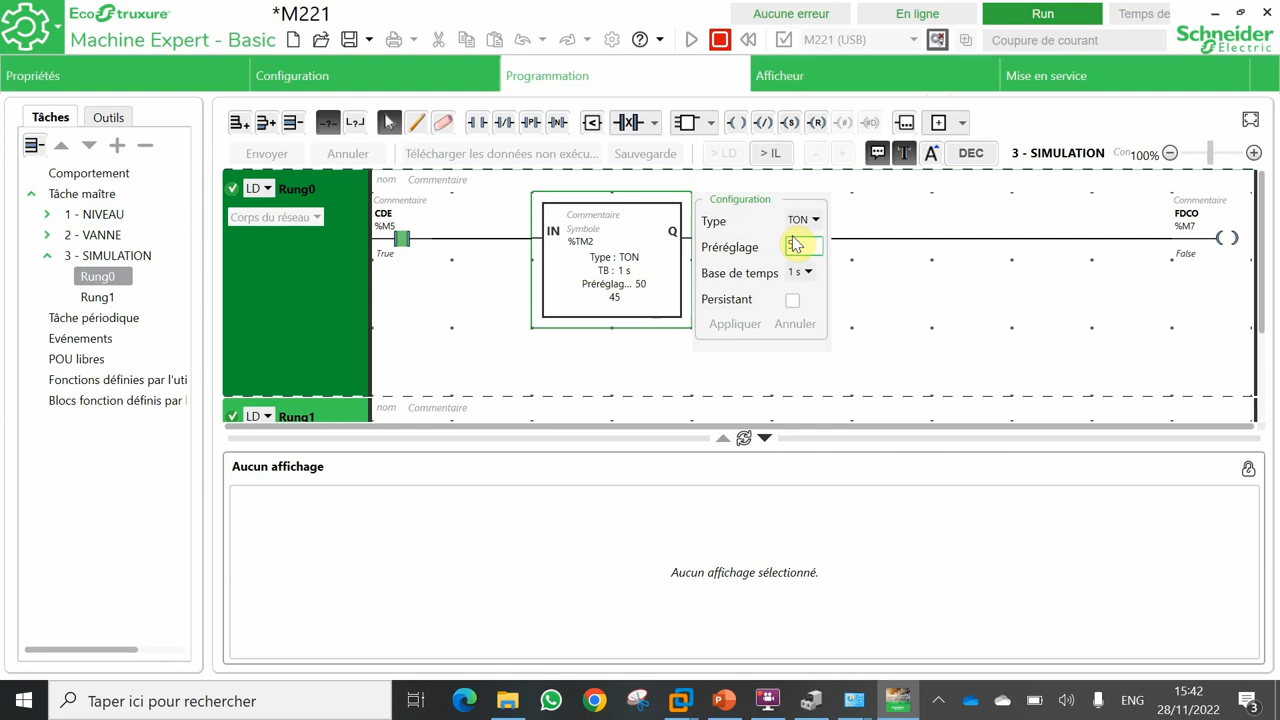 EcoStruxure
Machine Expert - Basic
*M221
Aucune erreur
En ligne
Run
Temps de
M221 (USB)
Coupure de courant
Schneider
Electric
Propriétés
Configuration
Programmation
Afficheur
Mise en service
Tâches
Outils
Comportement
Tâche maître
1 - NIVEAU
2 - VANNE
3 - SIMULATION
Rung0
Rung1
Tâche périodique
Evénements
POU libres
Fonctions définies par l'uti
Blocs fonction définis par l
Envoyer
Annuler
Télécharger les données non exécu...
Sauvegarde
> LD
> IL
-
+
T
A
DEC
3 - SIMULATION
Con
100%
LD
Rung0
Corps du réseau
nom
Commentaire
Commentaire
CDE
%M5
True
Commentaire
Symbole
%TM2
IN
Q
Type : TON
TB : 1 s
Préréglag... 50
45
Configuration
Type
TON
Préréglage
Base de temps
1 s
Persistant
Appliquer
Annuler
Commentaire
FDCO
%M7
False
LD
Rung1
nom
Commentaire
Aucun affichage
Aucun affichage sélectionné.
Taper ici pour rechercher
ENG
15:42
28/11/2022
3